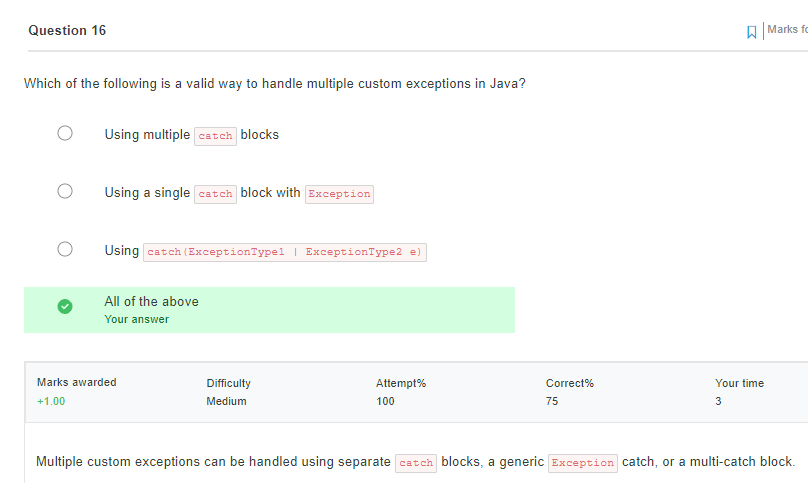 Question 16
Marks fo
Which of the following is a valid way to handle multiple custom exceptions in Java?
Using multiple catch blocks
Using a single catch block with Exception
Using catch(ExceptionType1 | ExceptionType2 e)
All of the above
Your answer
Marks awarded Difficulty Attempt% Correct% Your time
+1.00 Medium 100 75 3
Multiple custom exceptions can be handled using separate catch blocks, a generic Exception catch, or a multi-catch block.